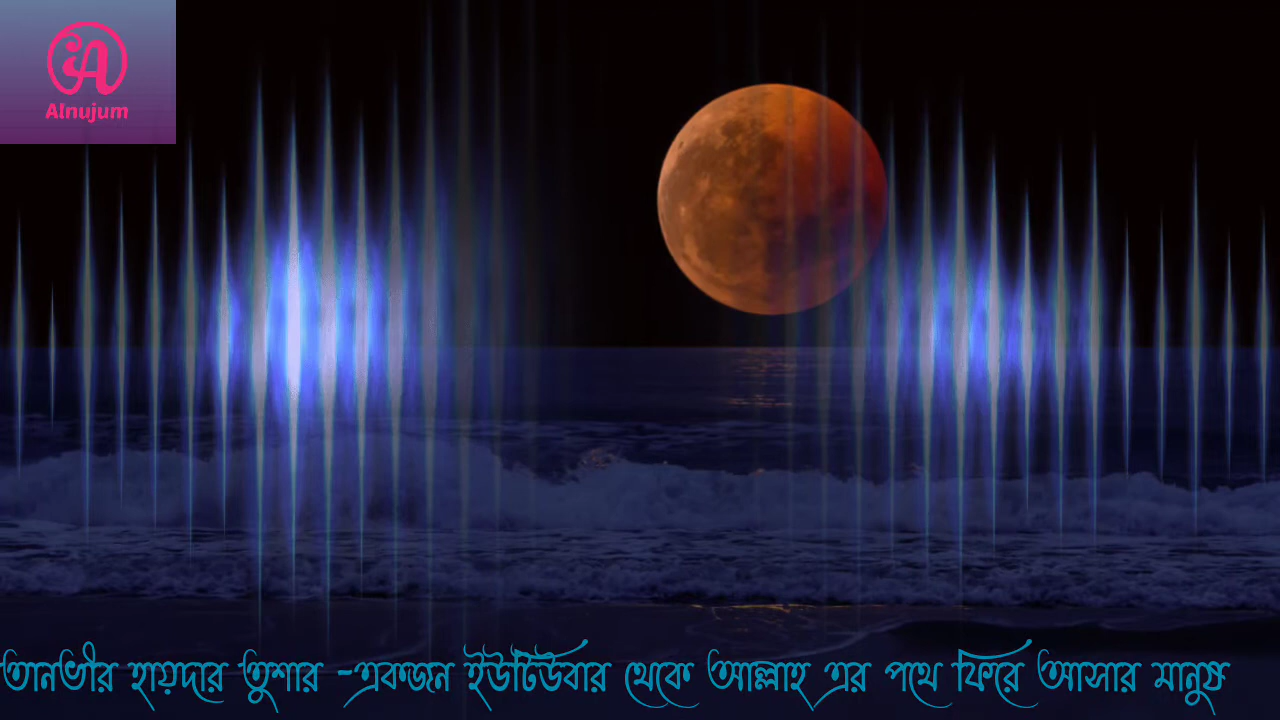 Alnujum
তানভীর হায়দার তুশার -একজন ইউটিউবার থেকে আল্লাহ এর পথে ফিরে আসার মানুষ